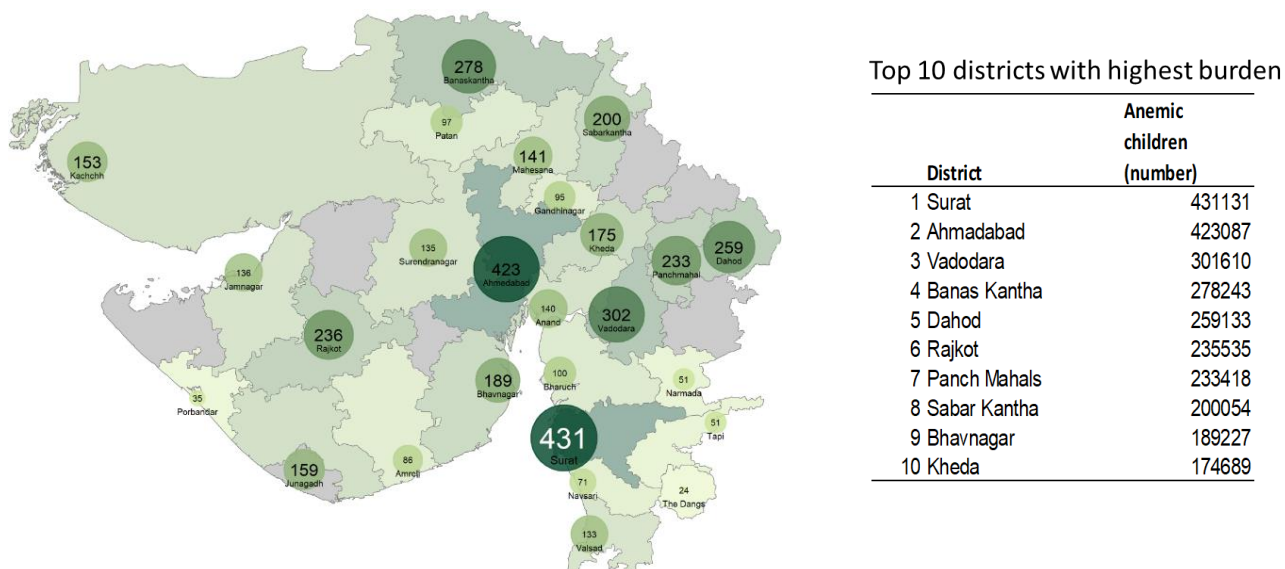 278
Banaskantha
97
Patan
200
Sabarkantha
153
Kachchh
141
Mahesana
95
Gandhinagar
175
Kheda
135
Surendranagar
233
Panchmahal
259
Dahod
136
Jamnagar
423
Ahmedabad
140
Anand
302
Vadodara
236
Rajkot
189
Bhavnagar
100
Bharuch
51
Narmada
35
Porbandar
431
Surat
51
Tapi
159
Junagadh
86
Amreli
71
Navsari
24
The Dangs
133
Valsad
Top 10 districts with highest burden
Anemic
children
District (number)
1 Surat 431131
2 Ahmadabad 423087
3 Vadodara 301610
4 Banas Kantha 278243
5 Dahod 259133
6 Rajkot 235535
7 Panch Mahals 233418
8 Sabar Kantha 200054
9 Bhavnagar 189227
10 Kheda 174689